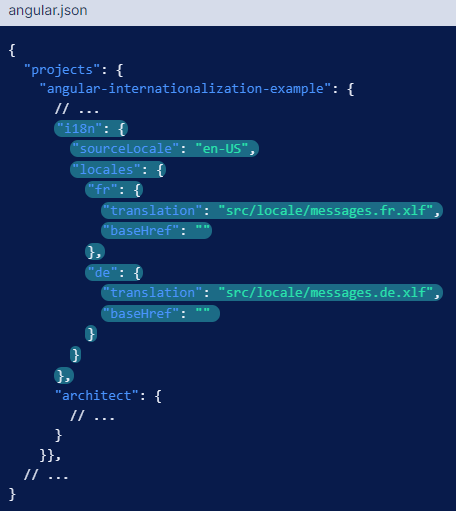 angular.json
{
  "projects": {
    "angular-internationalization-example": {
      // ...
      "i18n": {
        "sourceLocale": "en-US",
        "locales": {
          "fr": {
            "translation": "src/locale/messages.fr.xlf",
            "baseHref": ""
          },
          "de": {
            "translation": "src/locale/messages.de.xlf",
            "baseHref": ""
          }
        }
      },
      "architect": {
        // ...
      }
    }},
  // ...
}